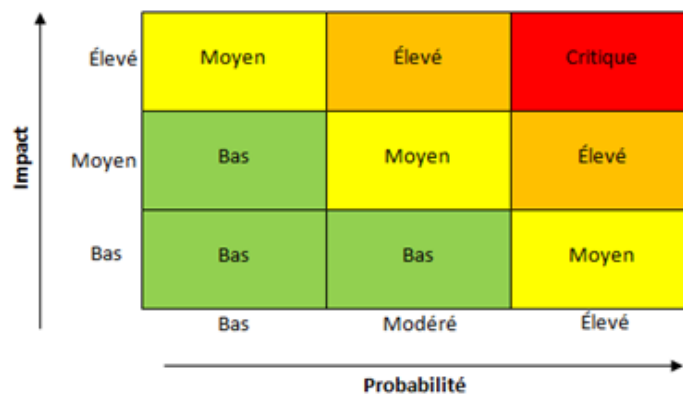 Élevé Moyen Élevé Critique
Impact
Moyen Bas Moyen Élevé
Bas Bas Bas Moyen
Bas Modéré Élevé
Probabilité